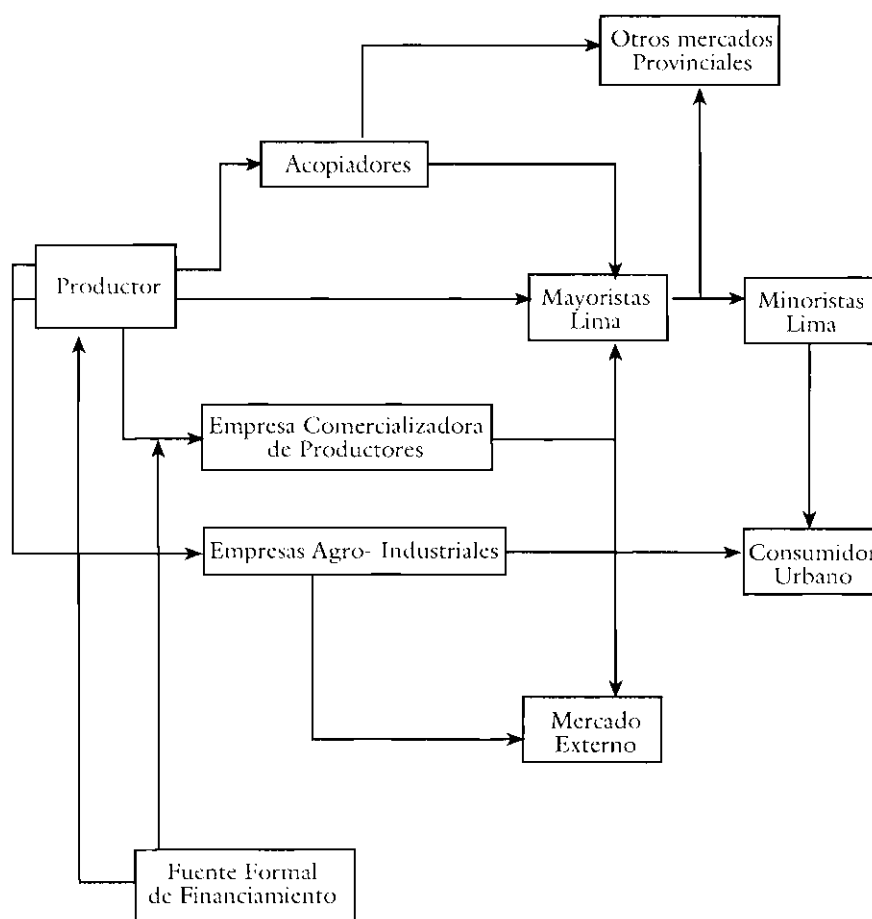 Otros mercados
Provinciales
Acopiadores
Productor
Mayoristas
Lima
Minoristas
Lima
Empresa Comercializadora
de Productores
Empresas Agro- Industriales
Consumidor
Urbano
Mercado
Externo
Fuente Formal
de Financiamiento